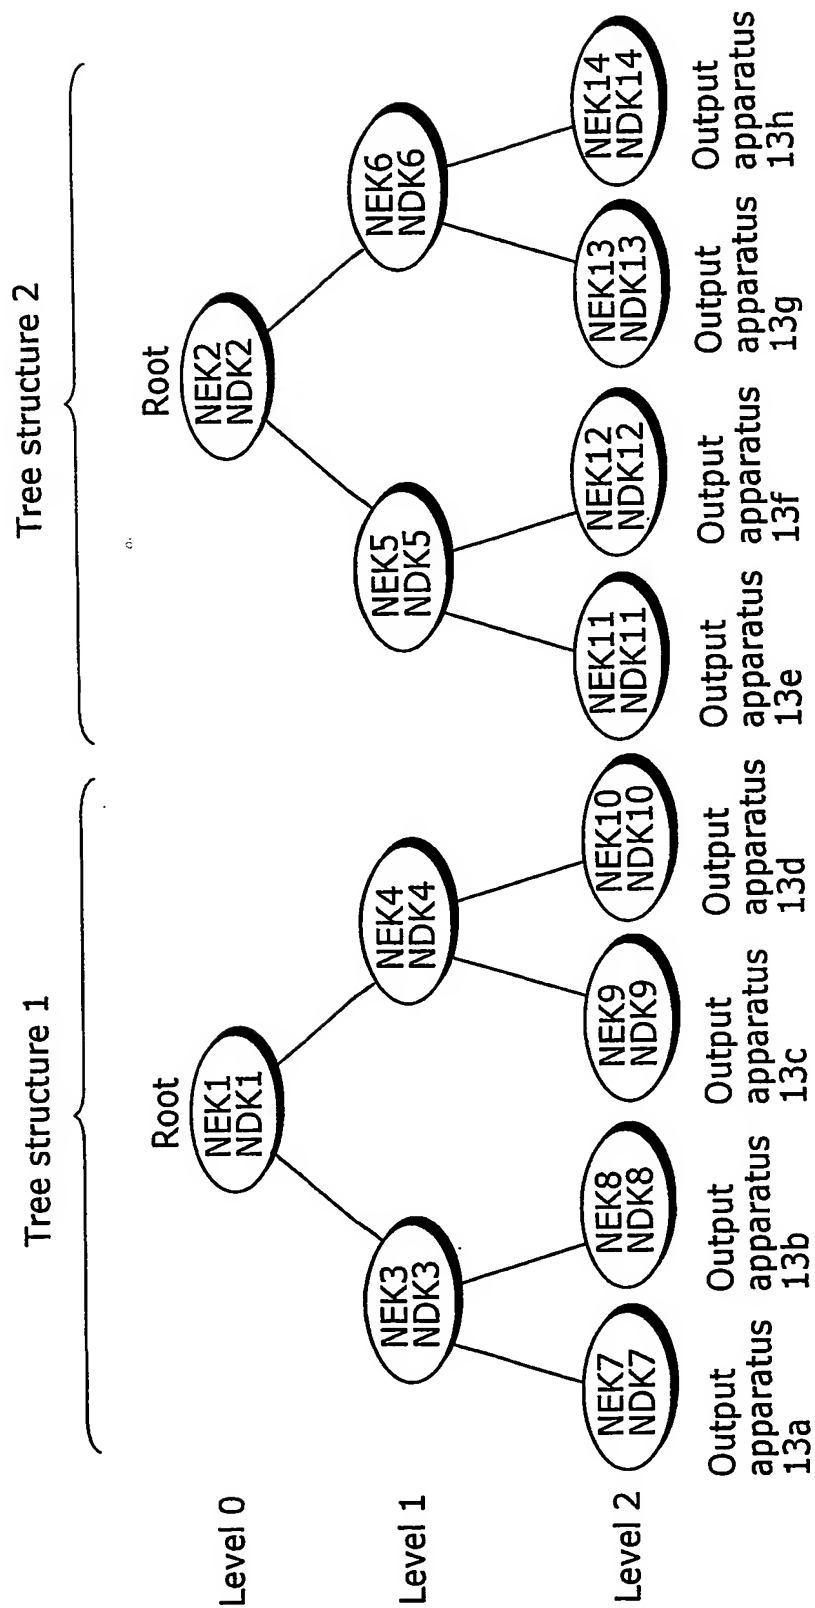 Tree structure 1
Tree structure 2
Root
Root
Level 0
NEK1
NDK1
NEK2
NDK2
Level 1
NEK3
NDK3
NEK4
NDK4
NEK5
NDK5
NEK6
NDK6
Level 2
NEK7
NDK7
NEK8
NDK8
NEK9
NDK9
NEK10
NDK10
NEK11
NDK11
NEK12
NDK12
NEK13
NDK13
NEK14
NDK14
Output
apparatus
13a
Output
apparatus
13b
Output
apparatus
13c
Output
apparatus
13d
Output
apparatus
13e
Output
apparatus
13f
Output
apparatus
13g
Output
apparatus
13h